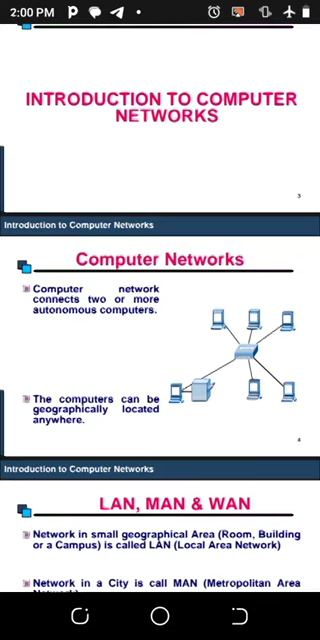 2:00 PM
INTRODUCTION TO COMPUTER
NETWORKS
3
Introduction to Computer Networks
Computer Networks
Computer network
connects two or more
autonomous computers.
The computers can be
geographically located
anywhere.
4
Introduction to Computer Networks
LAN, MAN & WAN
Network in small geographical Area (Room, Building
or a Campus) is called LAN (Local Area Network)
Network in a City is call MAN (Metropolitan Area
Network)